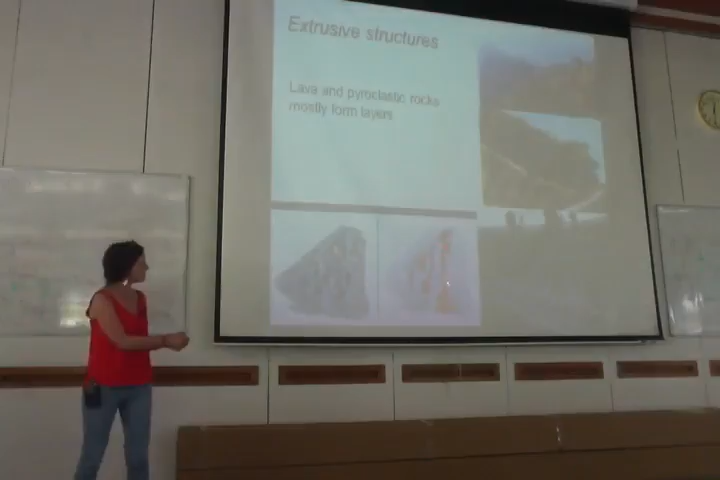 Extrusive structures
Lava and pyroclastic rocks
mostly form layers